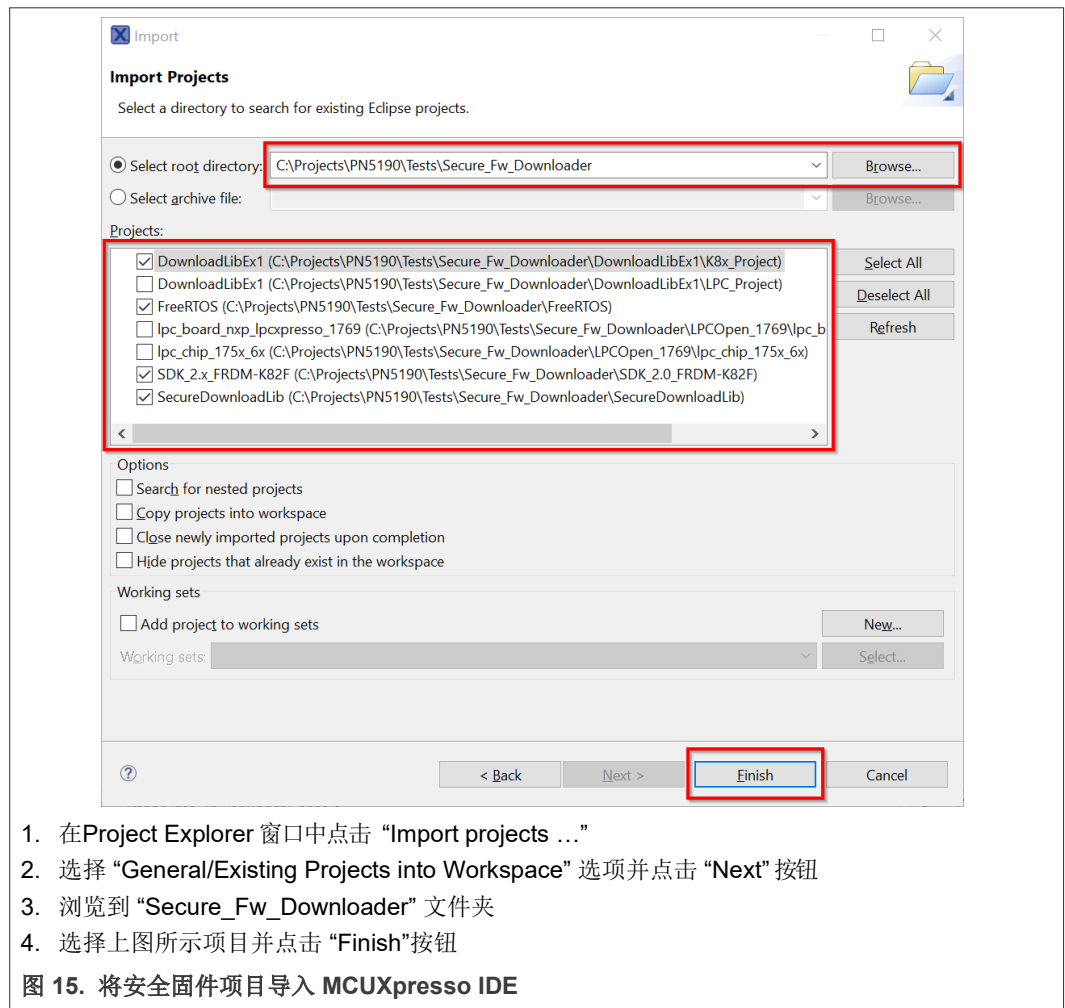 Import
Import Projects
Select a directory to search for existing Eclipse projects.
Select root directory: C:\Projects\PN5190\Tests\Secure_Fw_Downloader Browse...
Select archive file: Browse...
Projects:
DownloadLibEx1 (C:\Projects\PN5190\Tests\Secure_Fw_Downloader\DownloadLibEx1\K8x_Project) Select All
DownloadLibEx1 (C:\Projects\PN5190\Tests\Secure_Fw_Downloader\DownloadLibEx1\LPC_Project) Deselect All
FreeRTOS (C:\Projects\PN5190\Tests\Secure_Fw_Downloader\FreeRTOS)
lpc_board_nxp_lpcxpresso_1769 (C:\Projects\PN5190\Tests\Secure_Fw_Downloader\LPCOpen_1769\lpc_b Refresh
lpc_chip_175x_6x (C:\Projects\PN5190\Tests\Secure_Fw_Downloader\LPCOpen_1769\lpc_chip_175x_6x)
SDK_2.x_FRDM-K82F (C:\Projects\PN5190\Tests\Secure_Fw_Downloader\SDK_2.0_FRDM-K82F)
SecureDownloadLib (C:\Projects\PN5190\Tests\Secure_Fw_Downloader\SecureDownloadLib)
Options
Search for nested projects
Copy projects into workspace
Close newly imported projects upon completion
Hide projects that already exist in the workspace
Working sets
Add project to working sets New...
Working sets: Select...
< Back Next > Finish Cancel
1. 在Project Explorer 窗口中点击 “Import projects …”
2. 选择 “General/Existing Projects into Workspace” 选项并点击 “Next” 按钮
3. 浏览到 “Secure_Fw_Downloader” 文件夹
4. 选择上图所示项目并点击 “Finish”按钮
图 15. 将安全固件项目导入 MCUXpresso IDE